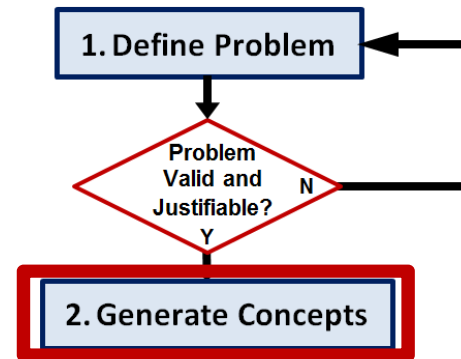 1. Define Problem
Problem
Valid and
N
Justifiable?
Y
2. Generate Concepts